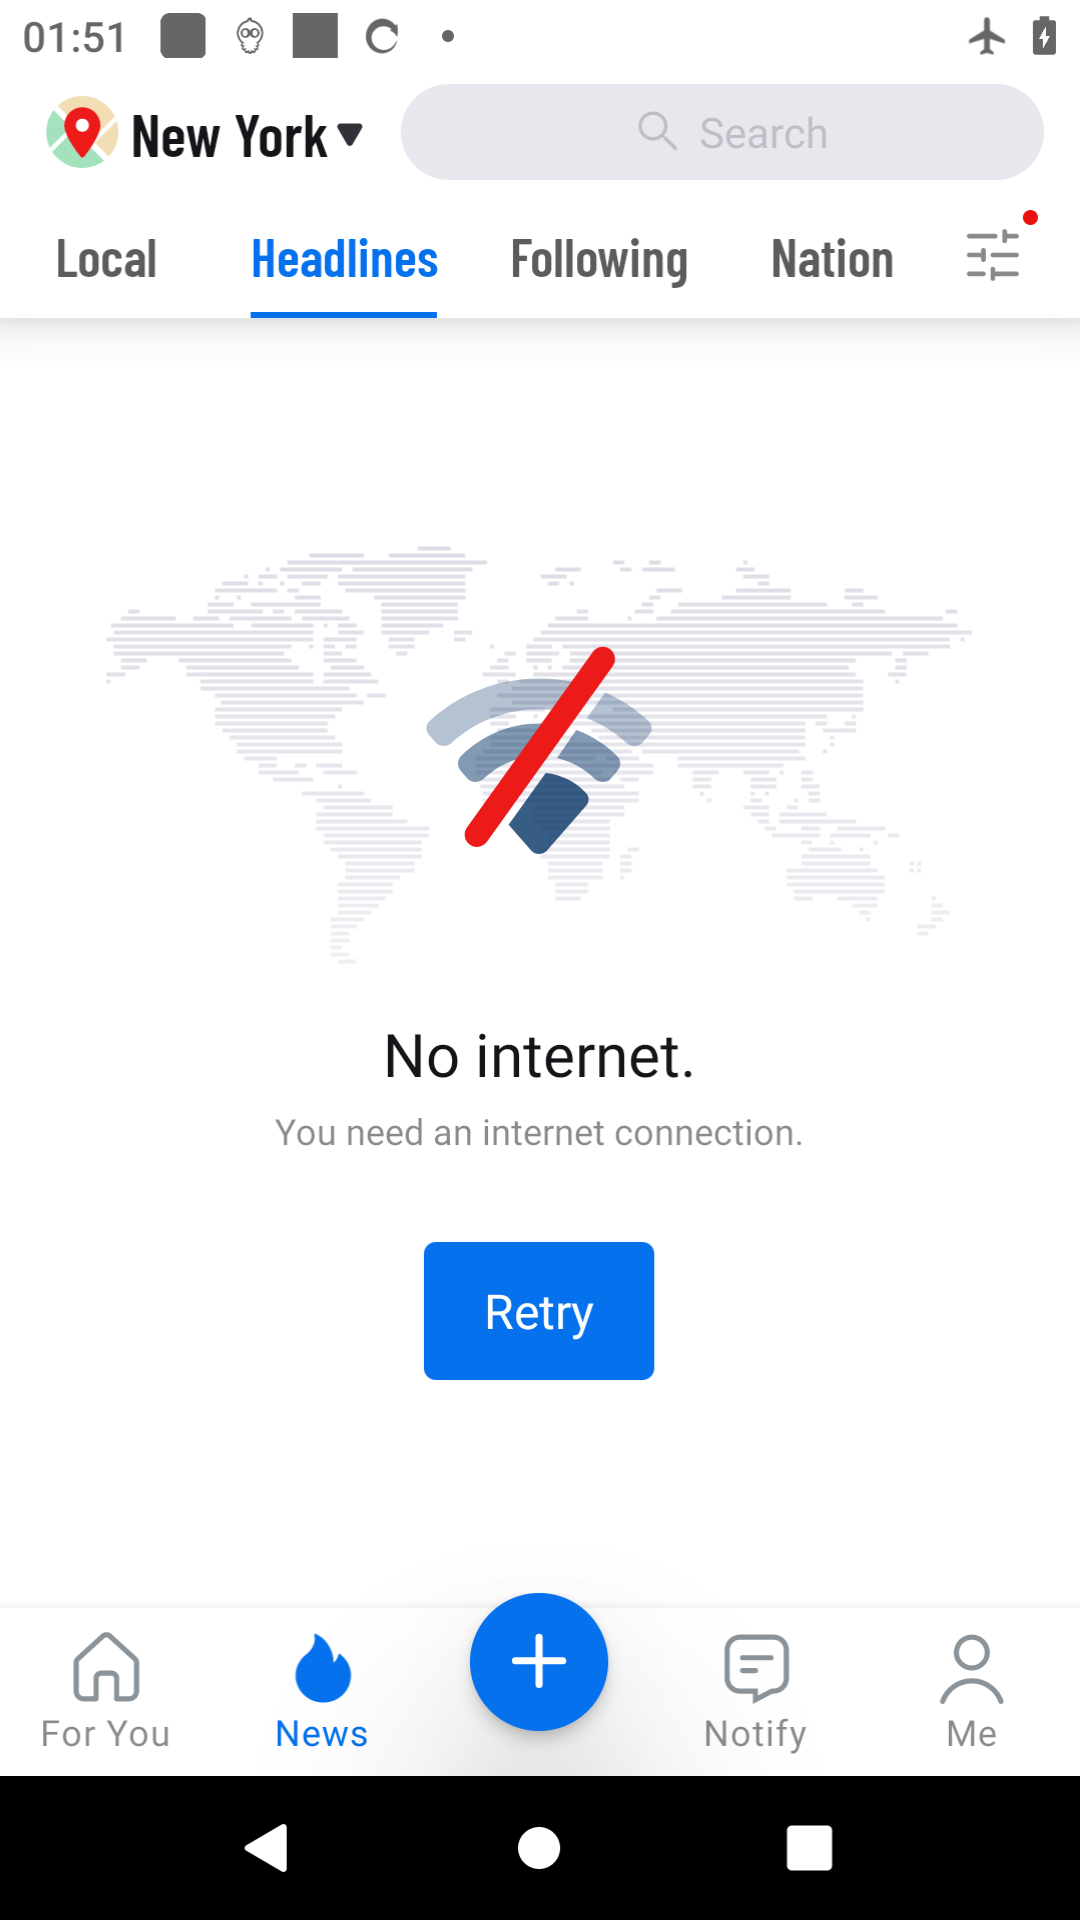 01:51
New York
Search
Local
Headlines
Following
Nation
No internet.
You need an internet connection.
Retry
For You
News
Notify
Me